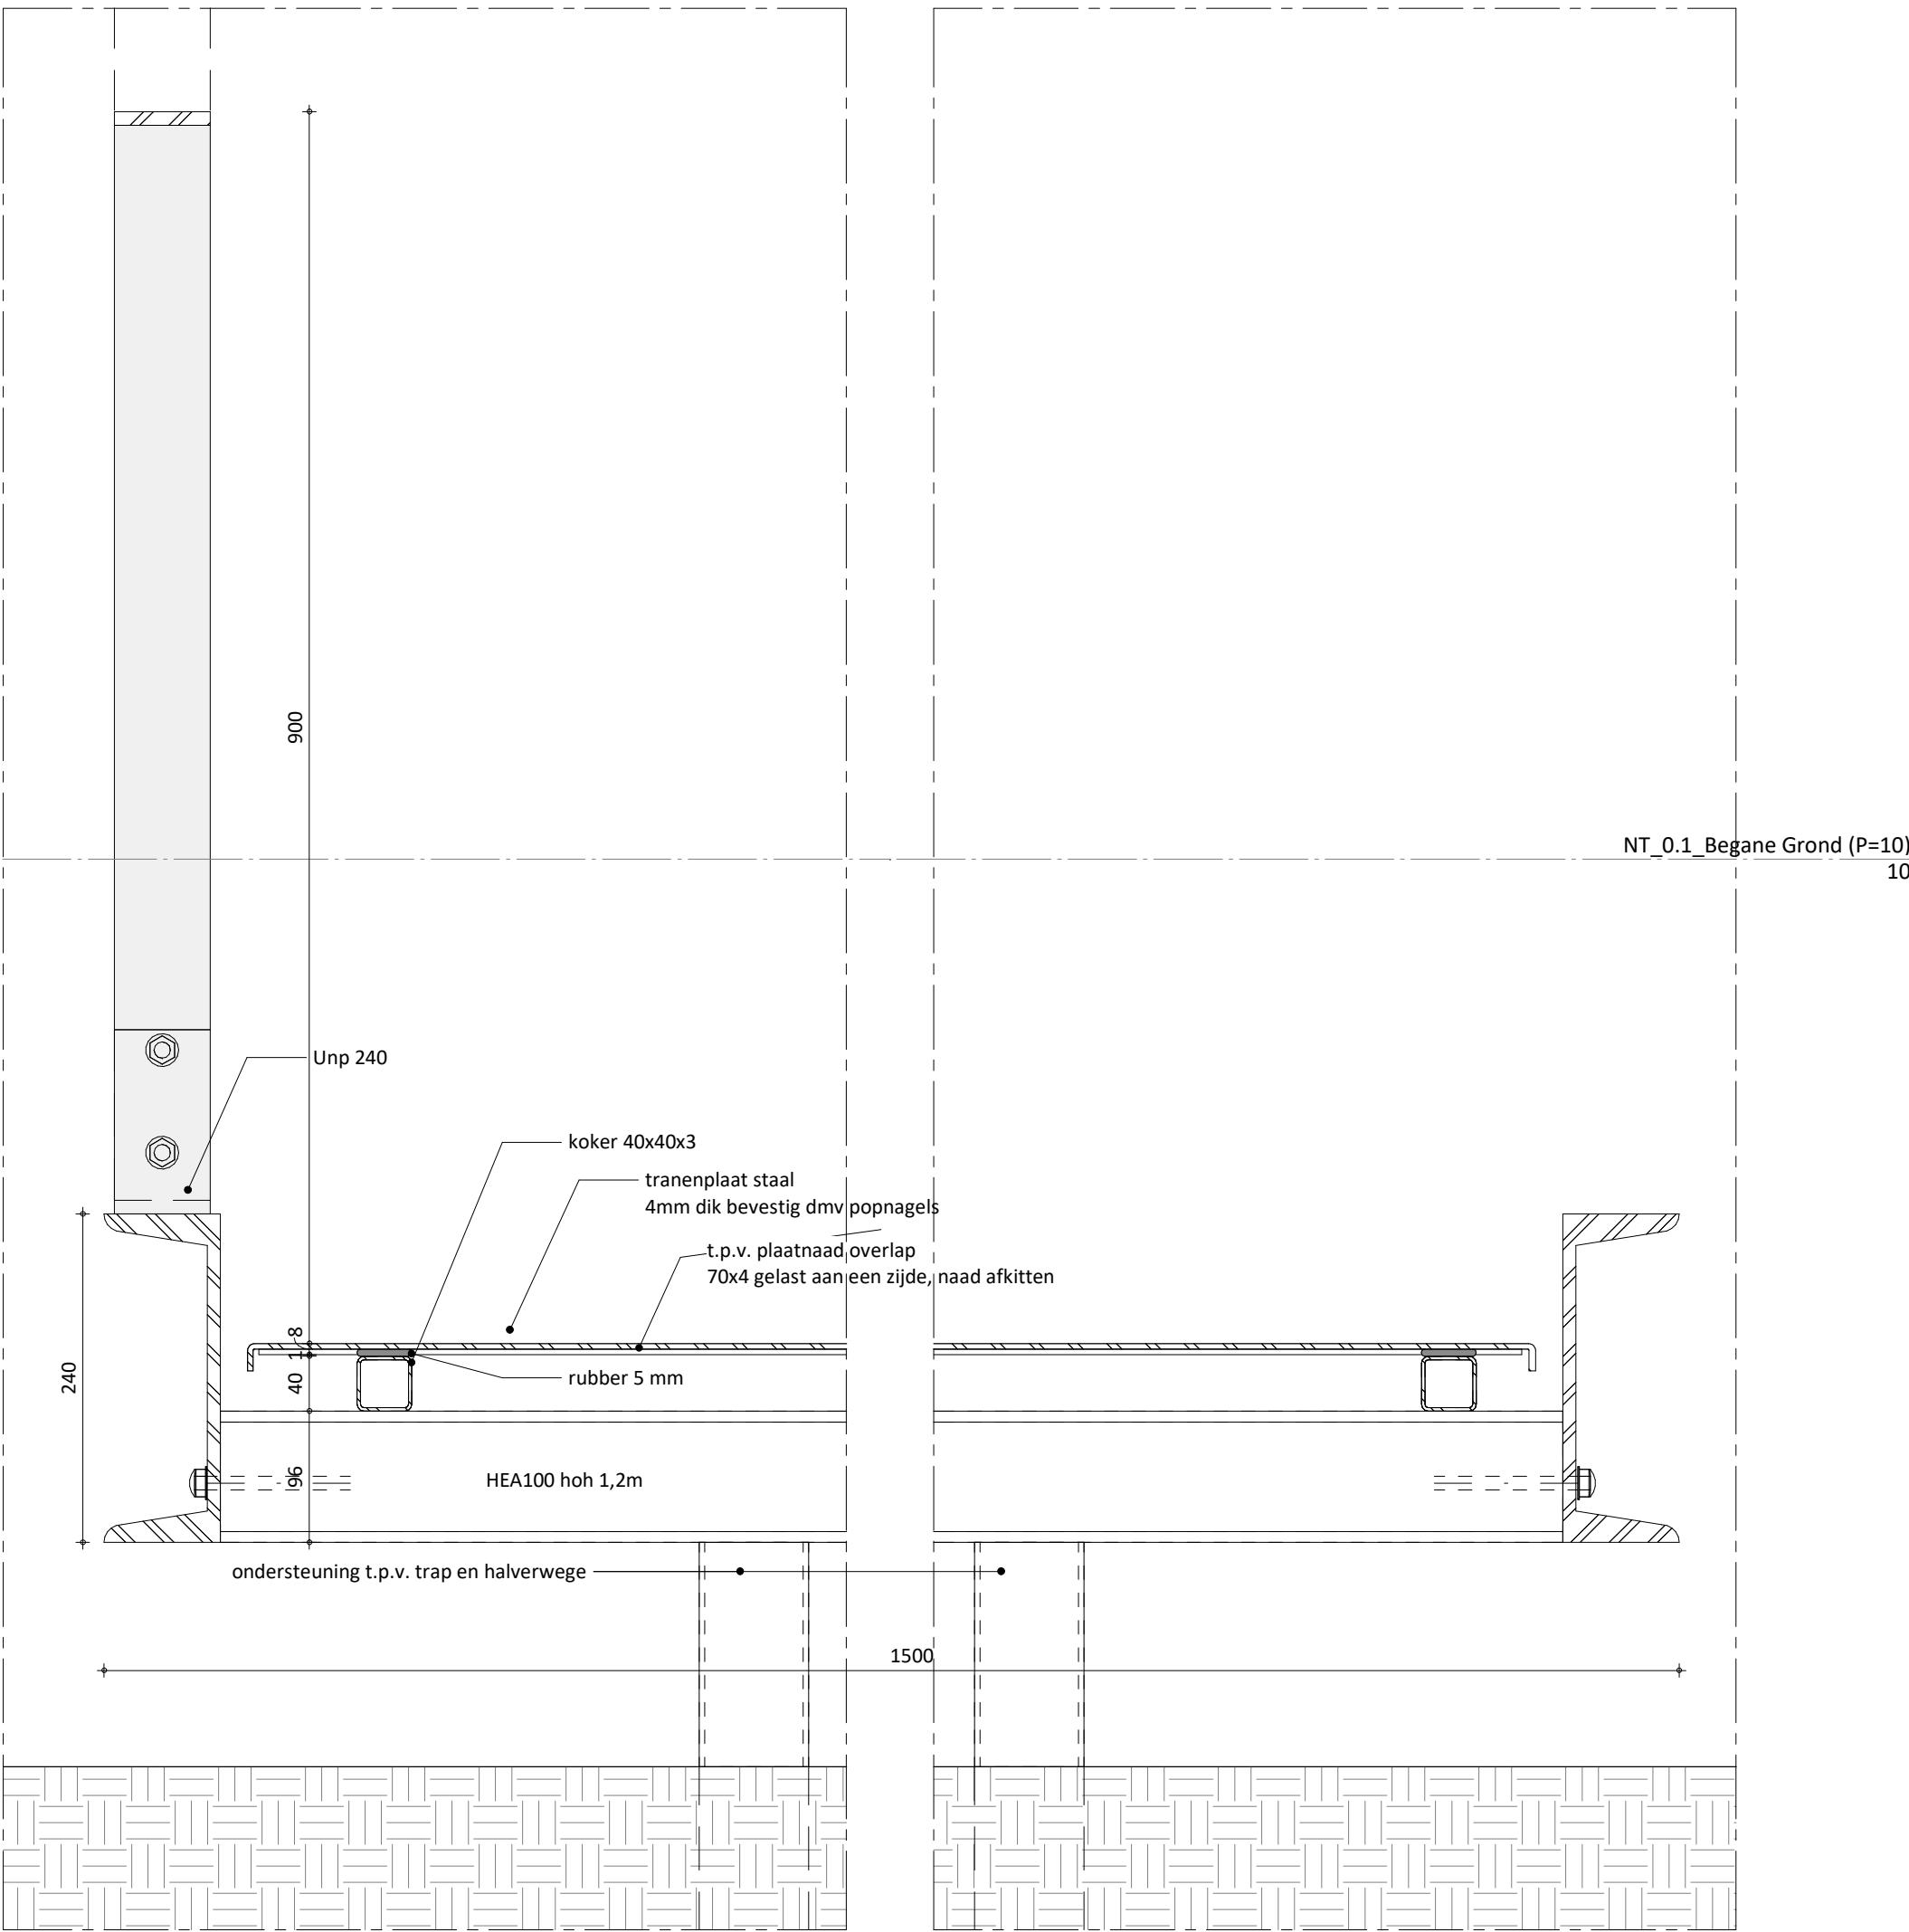 900
NT_0.1_Begane Grond (P=10)
10
Unp 240
koker 40x40x3
tranenplaat staal
4mm dik bevestig dmv popnagels
t.p.v. plaatnaad overlap
70x4 gelast aan een zijde, naad afkitten
8
1
40
240
rubber 5 mm
96
HEA100 hoh 1,2m
ondersteuning t.p.v. trap en halverwege
1500